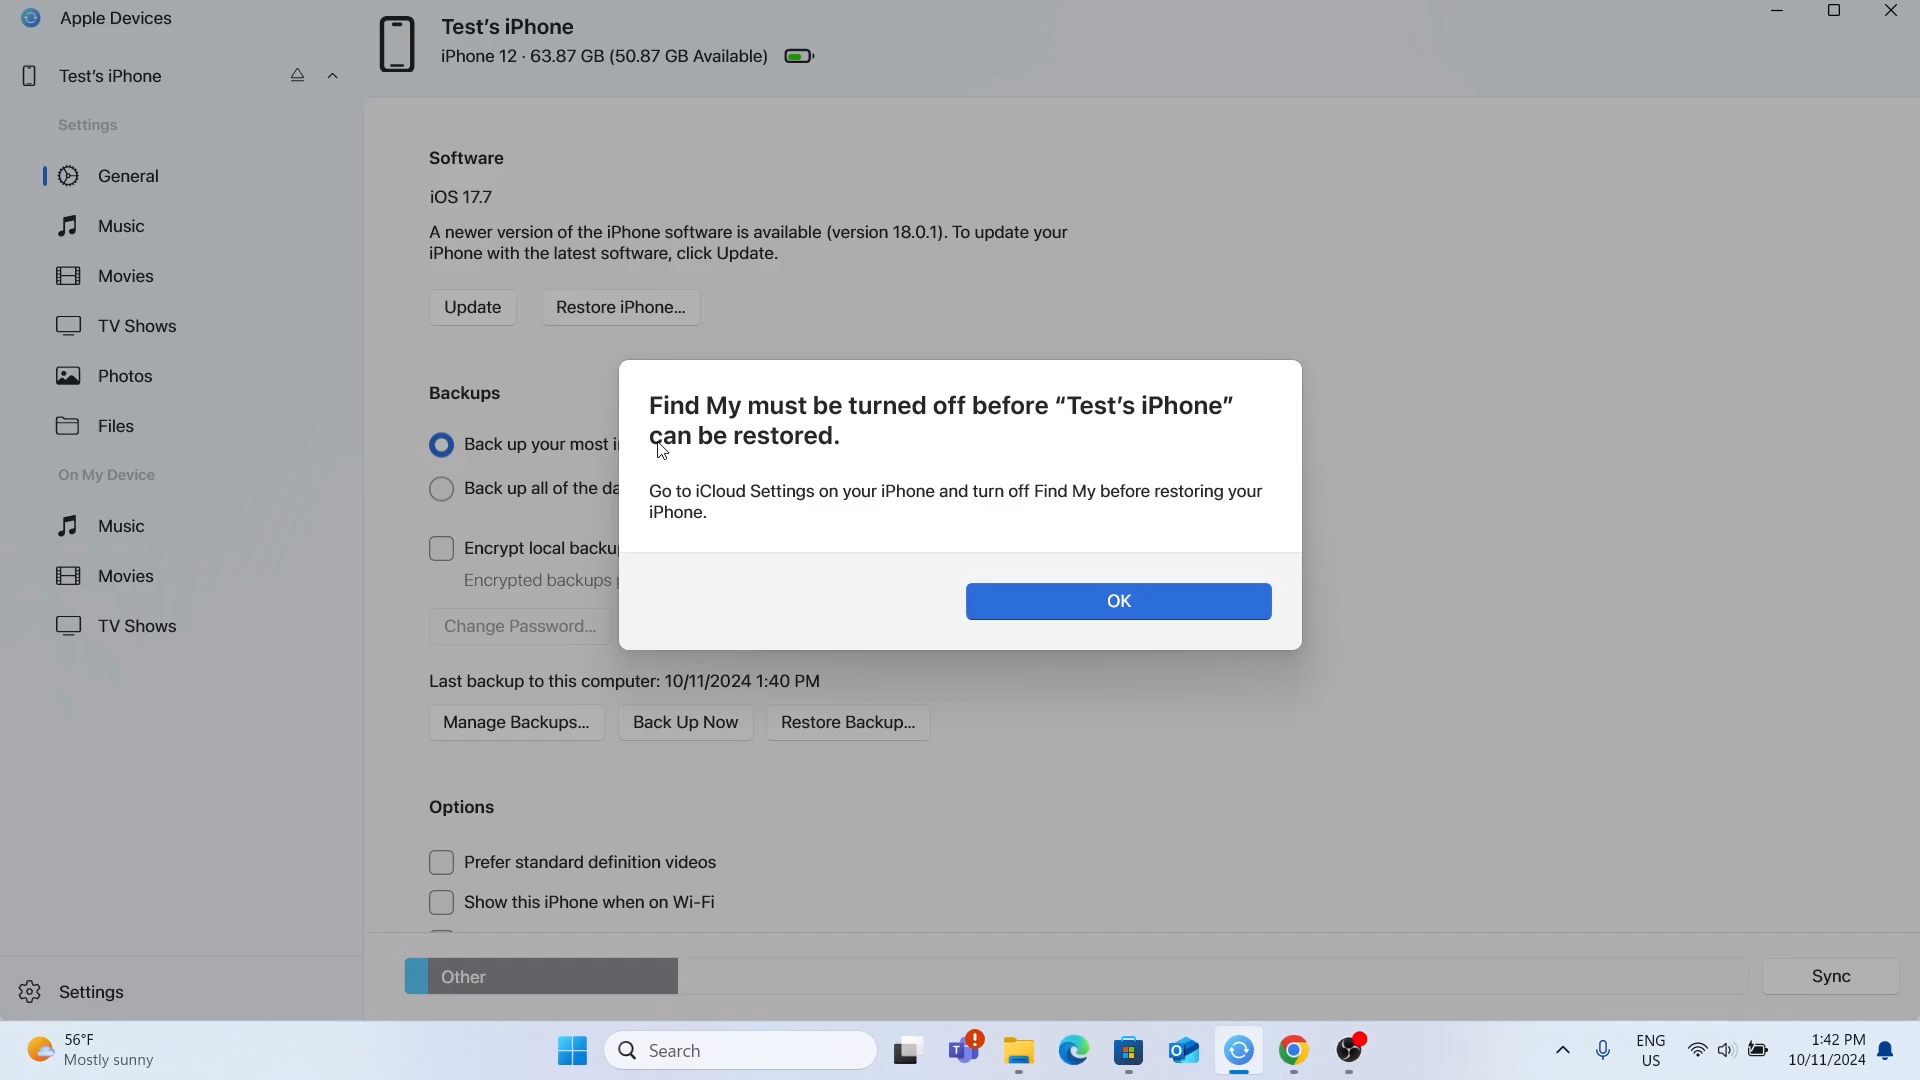 Apple Devices
Test's iPhone
Settings
General
Music
Movies
TV Shows
Photos
Files
On My Device
Music
Movies
TV Shows
Settings
Test's iPhone
iPhone 12 · 63.87 GB (50.87 GB Available)
Software
iOS 17.7
A newer version of the iPhone software is available (version 18.0.1). To update your
iPhone with the latest software, click Update.
Update
Restore iPhone...
Backups
Back up your most
Back up all of the
Encrypt local
Encrypted backups
Change Password...
Last backup to this computer: 10/11/2024 1:40 PM
Manage Backups...
Back Up Now
Restore Backup...
Options
Prefer standard definition videos
Show this iPhone when on Wi-Fi
Other
Sync
Find My must be turned off before “Test's iPhone”
can be restored.
Go to iCloud Settings on your iPhone and turn off Find My before restoring your
iPhone.
OK
56°F
Mostly sunny
Search
ENG
US
1:42 PM
10/11/2024